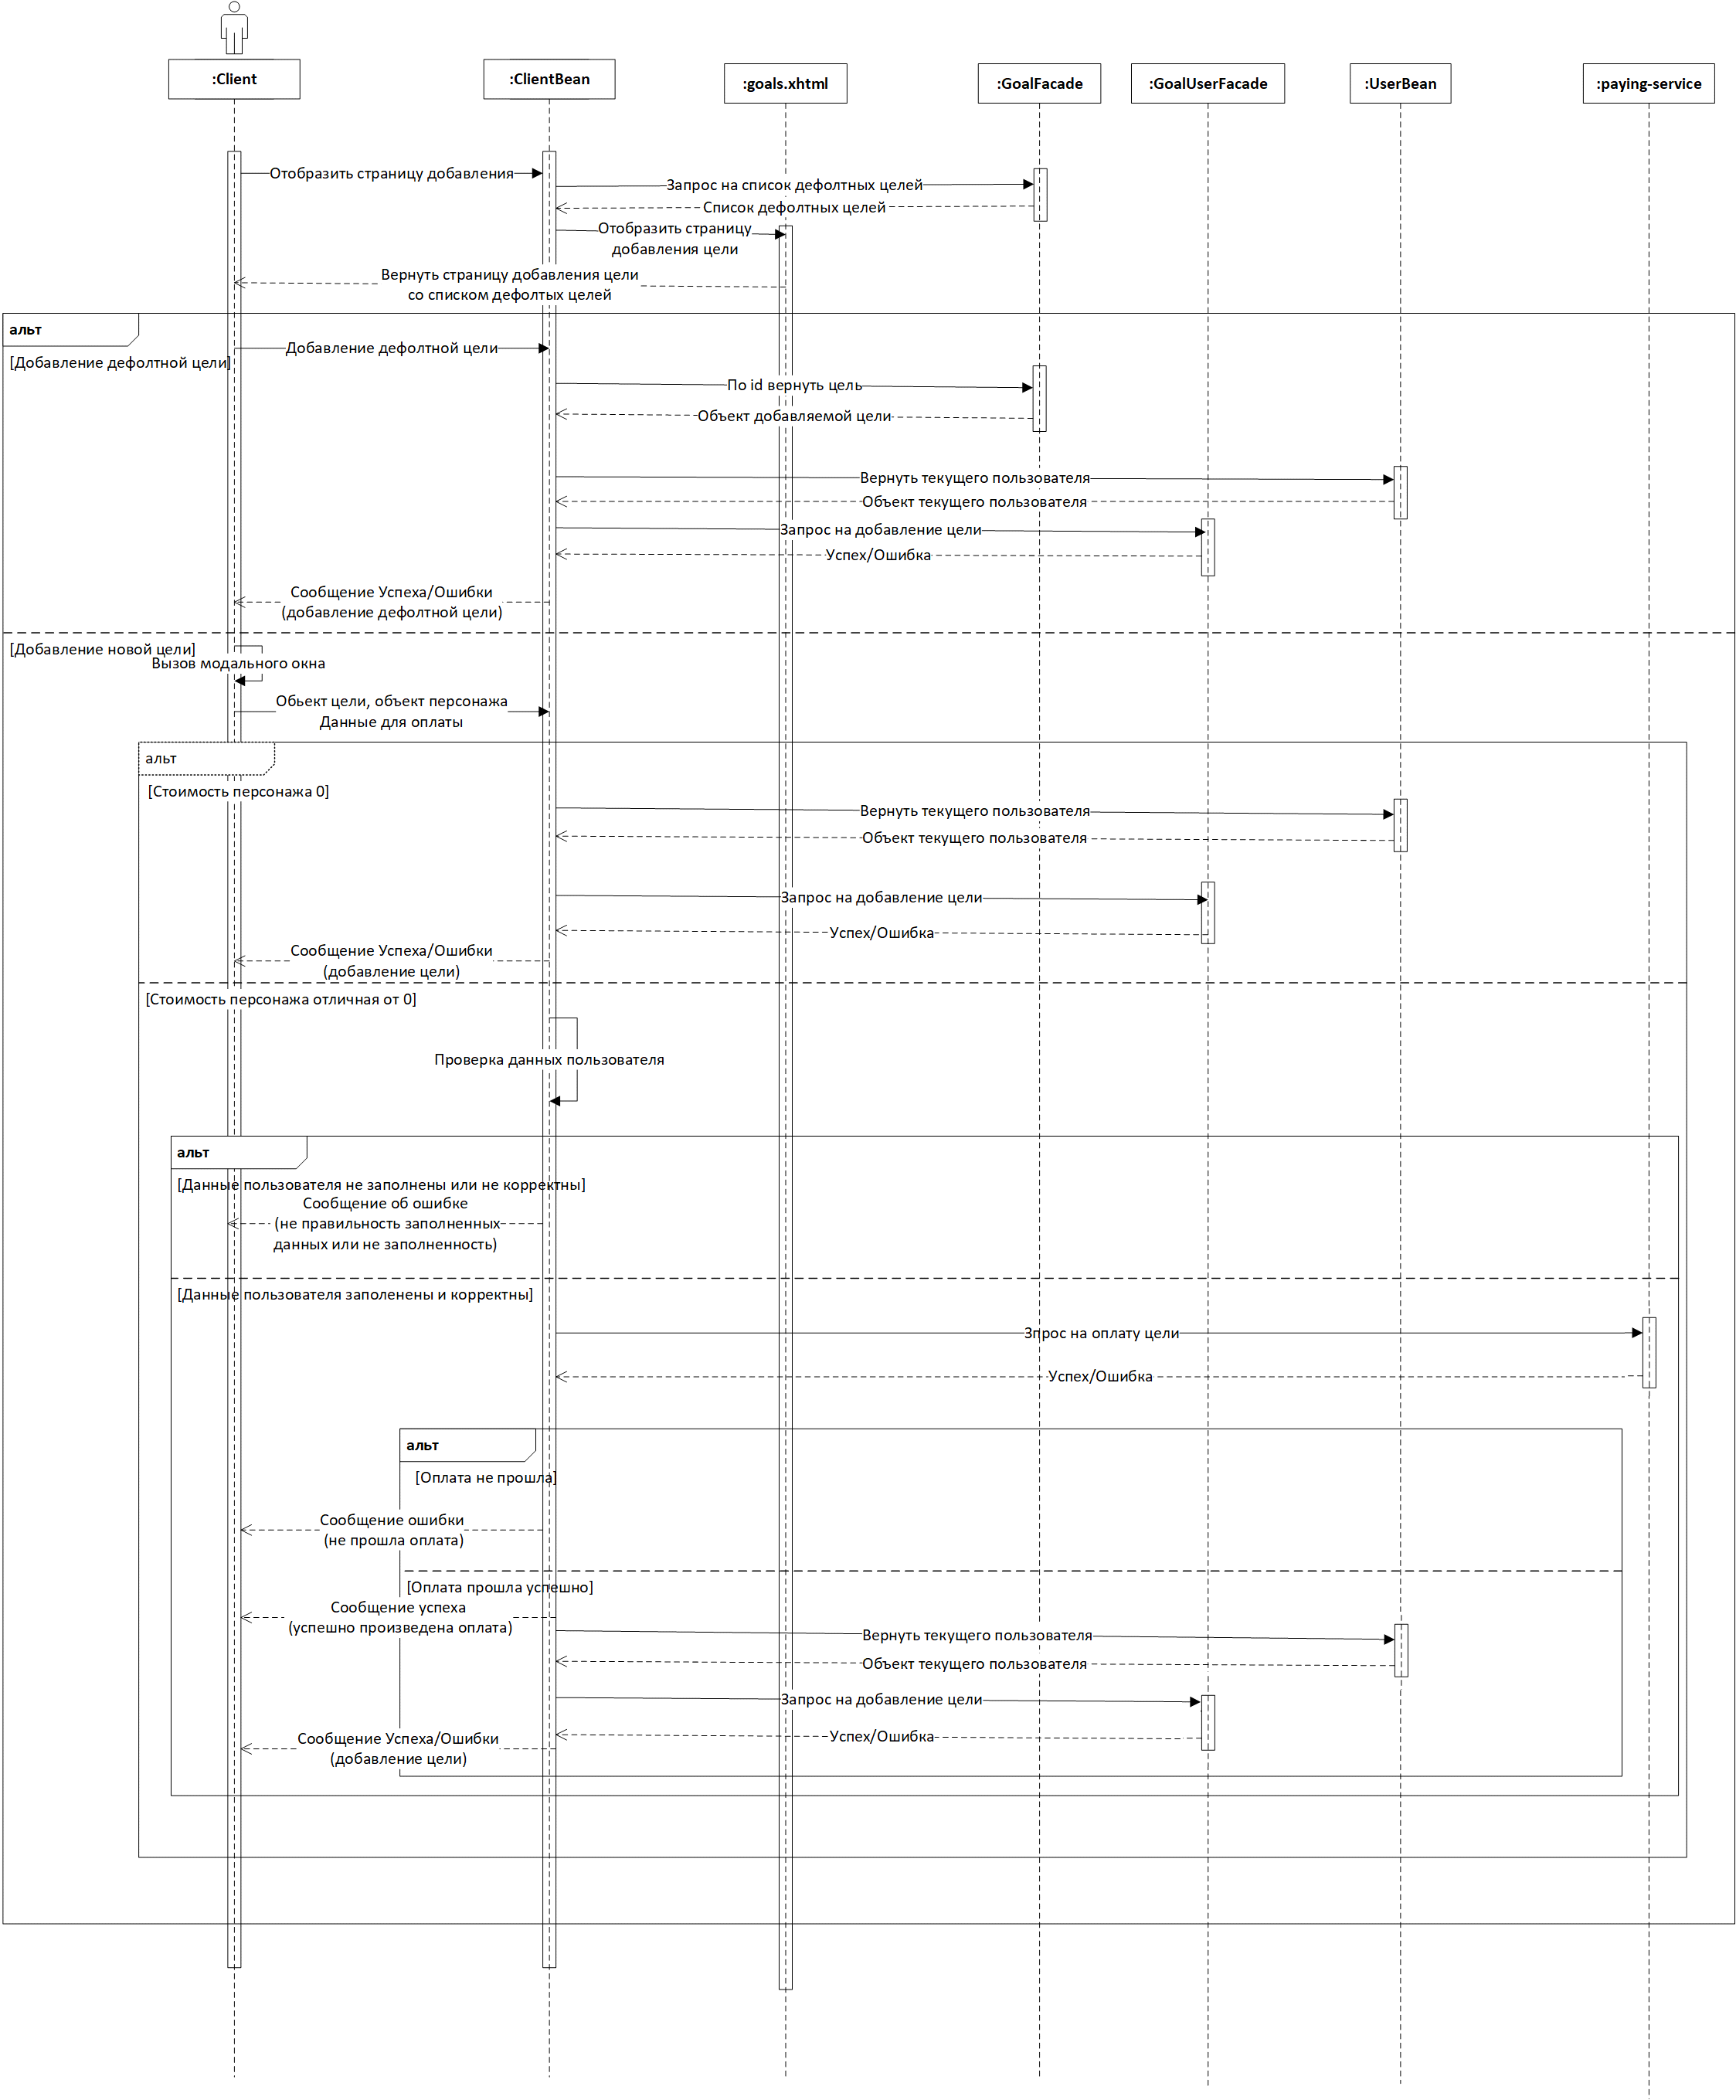 :Client
:ClientBean
:goals.xhtml
:GoalFacade
:GoalUserFacade
:UserBean
:paying-service
Отобразить страницу добавления
Запрос на список дефолтных целей
Список дефолтных целей
Отобразить страницу
добавления цели
Вернуть страницу добавления цели
со списком дефолтых целей
альт
[Добавление дефолтной цели]
Добавление дефолтной цели
По id вернуть цель
Объект добавляемой цели
Вернуть текущего пользователя
Объект текущего пользователя
Запрос на добавление цели
Успех/Ошибка
Сообщение Успеха/Ошибки
(добавление дефолтной цели)
[Добавление новой цели]
Вызов модального окна
Обьект цели, объект персонажа
Данные для оплаты
альт
[Стоимость персонажа 0]
Вернуть текущего пользователя
Объект текущего пользователя
Запрос на добавление цели
Успех/Ошибка
Сообщение Успеха/Ошибки
(добавление цели)
[Стоимость персонажа отличная от 0]
Проверка данных пользователя
альт
[Данные пользователя не заполнены или не корректны]
Сообщение об ошибке
(не правильность заполненных
данных или не заполненность)
[Данные пользователя заполенены и корректны]
Зпрос на оплату цели
Успех/Ошибка
альт
[Оплата не прошла]
Сообщение ошибки
(не прошла оплата)
[Оплата прошла успешно]
Сообщение успеха
(успешно произведена оплата)
Вернуть текущего пользователя
Объект текущего пользователя
Запрос на добавление цели
Успех/Ошибка
Сообщение Успеха/Ошибки
(добавление цели)